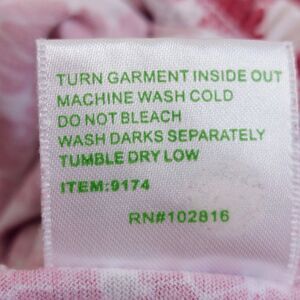 TURN GARMENT INSIDE OUT
MACHINE WASH COLD
DO NOT BLEACH
WASH DARKS SEPARATELY
TUMBLE DRY LOW
ITEM:9174
RN#102816